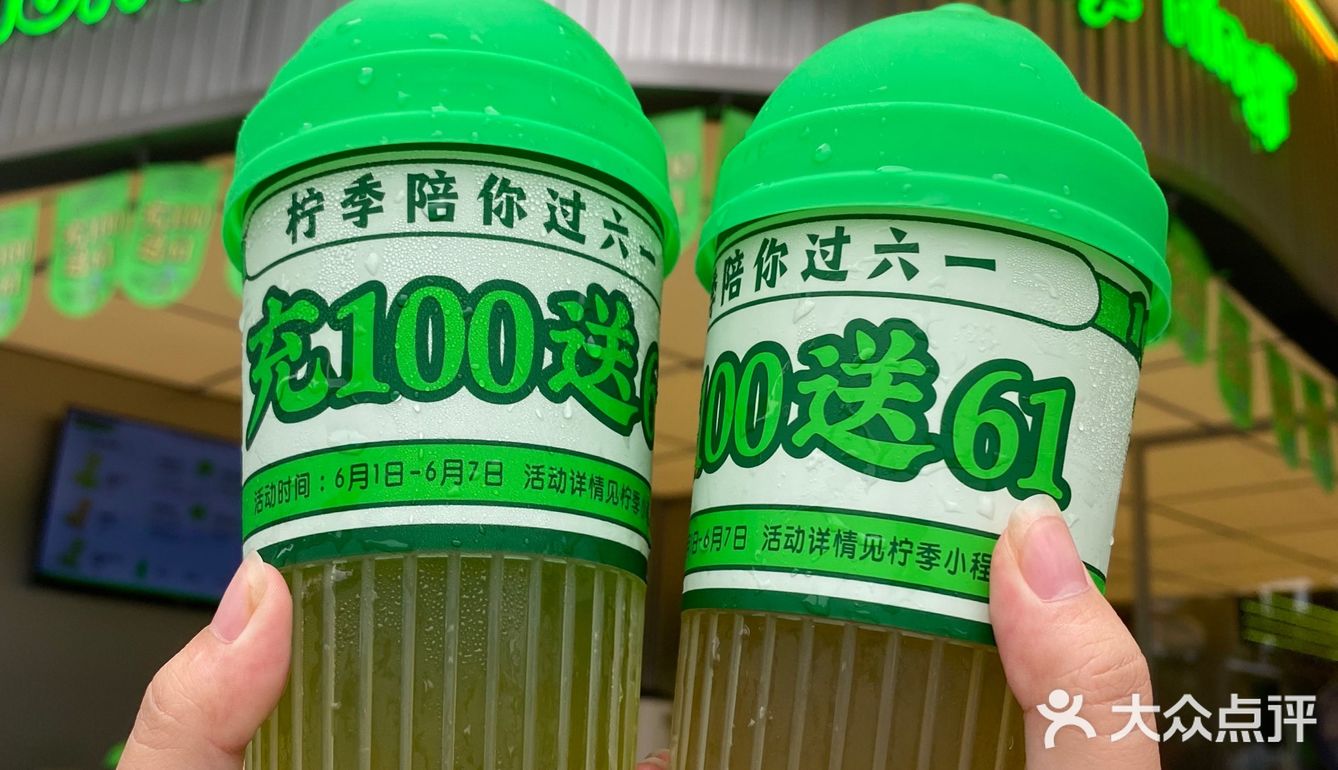 柠季陪你过六一
充100送6
活动时间：6月1日-6月7日 活动详情见柠季小
陪你过六一
100送61
日-6月7日 活动详情见柠季小程
大众点评